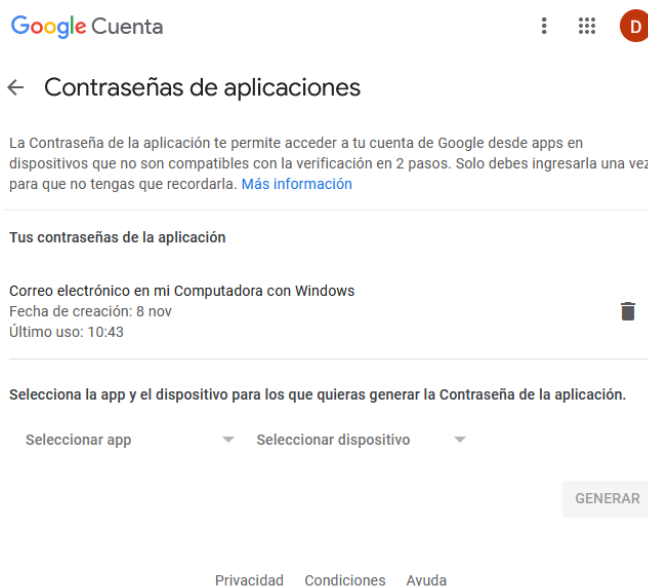 Google Cuenta
D
Contraseñas de aplicaciones
La Contraseña de la aplicación te permite acceder a tu cuenta de Google desde apps en
dispositivos que no son compatibles con la verificación en 2 pasos. Solo debes ingresarla una vez
para que no tengas que recordarla. Más información
Tus contraseñas de la aplicación
Correo electrónico en mi Computadora con Windows
Fecha de creación: 8 nov
Último uso: 10:43
Selecciona la app y el dispositivo para los que quieras generar la Contraseña de la aplicación.
Seleccionar app Seleccionar dispositivo
GENERAR
Privacidad Condiciones Ayuda